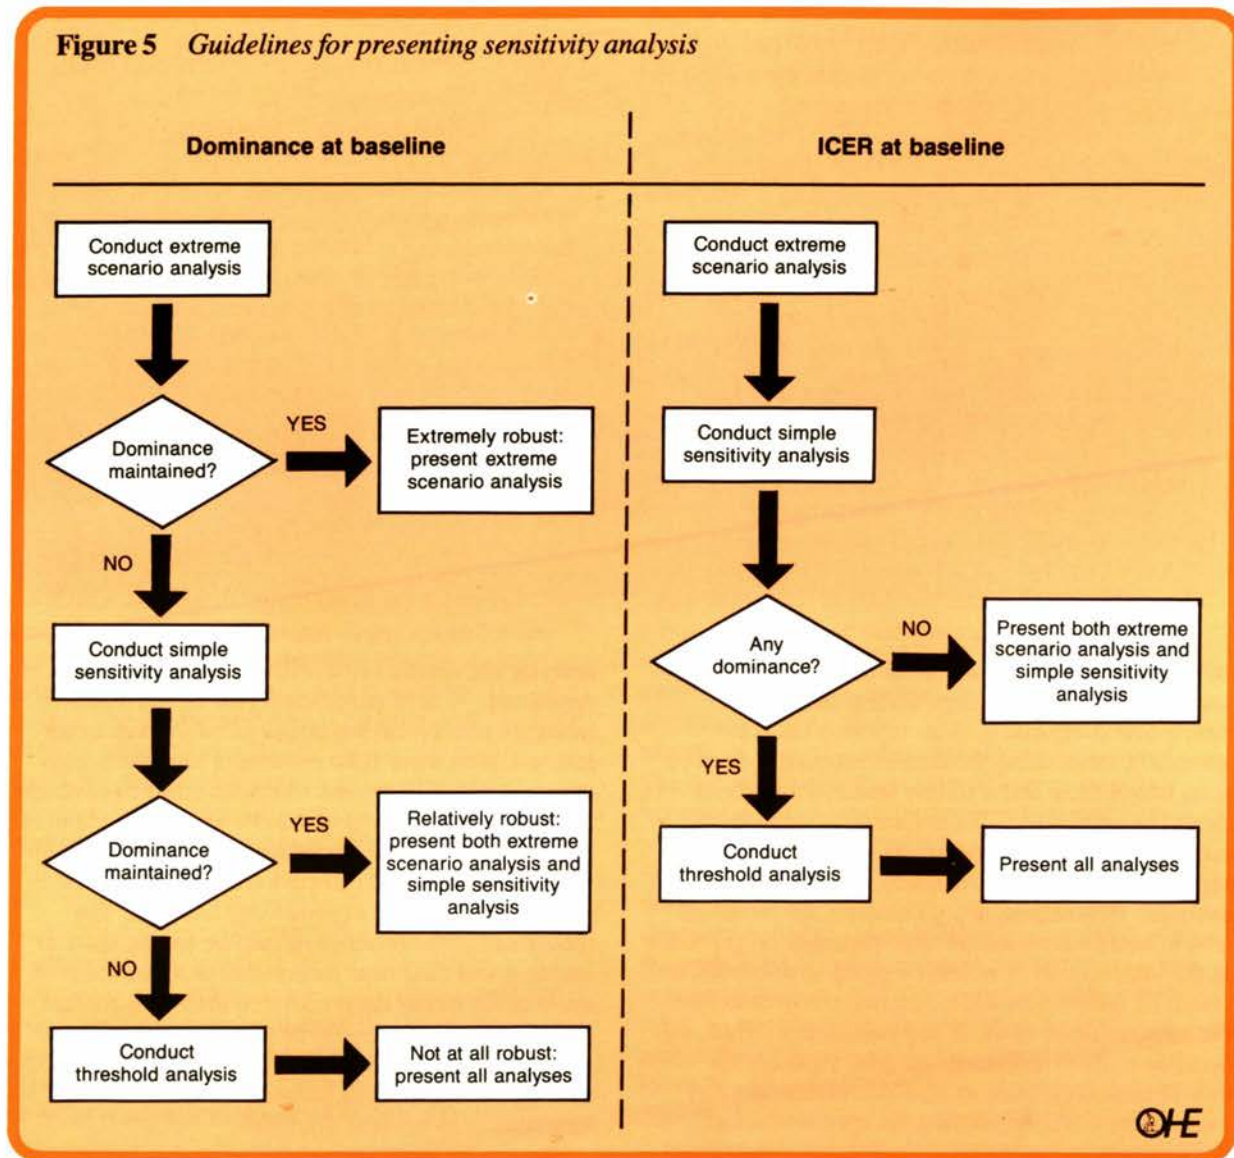 Figure 5 Guidelines for presenting sensitivity analysis
Dominance at baseline
Conduct extreme
scenario analysis
Dominance
maintained?
YES
Extremely robust:
present extreme
scenario analysis
NO
Conduct simple
sensitivity analysis
Dominance
maintained?
YES
Relatively robust:
present both extreme
scenario analysis and
simple sensitivity
analysis
NO
Conduct
threshold analysis
Not at all robust:
present all analyses
ICER at baseline
Conduct extreme
scenario analysis
Conduct simple
sensitivity analysis
Any
dominance?
NO
Present both extreme
scenario analysis and
simple sensitivity
analysis
YES
Conduct
threshold analysis
Present all analyses
OHE